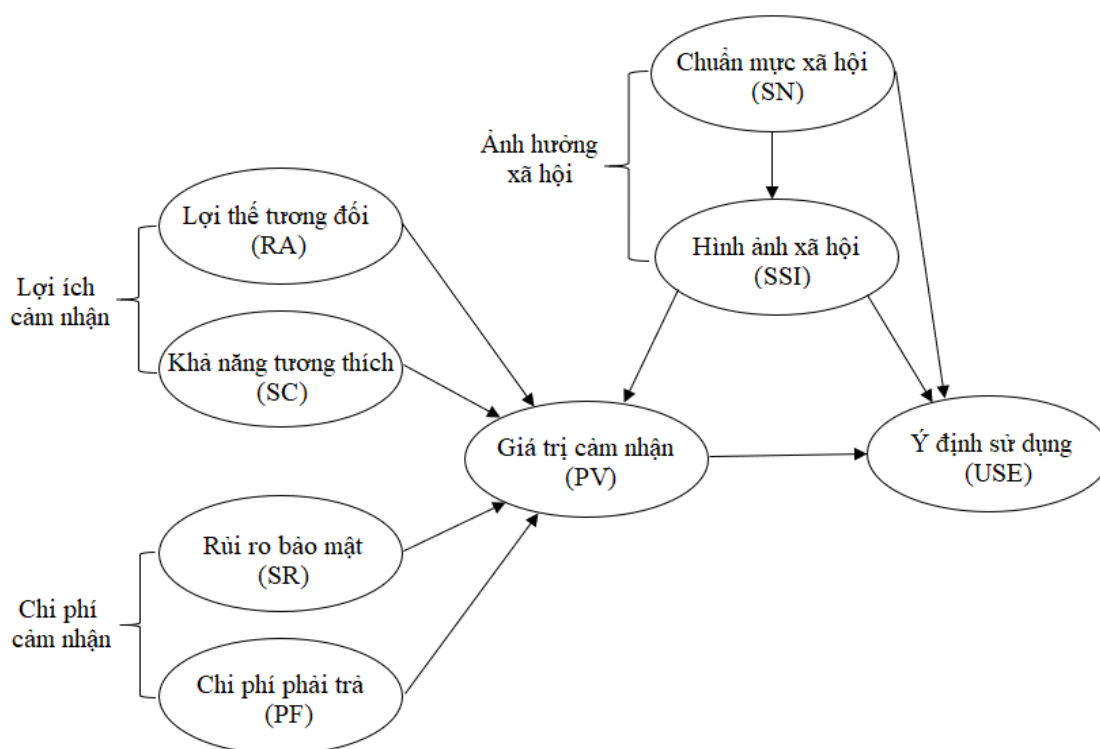 Chuẩn mực xã hội
(SN)
Ảnh hưởng
xã hội
Lợi thế tương đối
(RA)
Hình ảnh xã hội
(SSI)
Lợi ích
cảm nhận
Khả năng tương thích
(SC)
Giá trị cảm nhận
(PV)
Ý định sử dụng
(USE)
Rủi ro bảo mật
(SR)
Chi phí
cảm nhận
Chi phí phải trả
(PF)